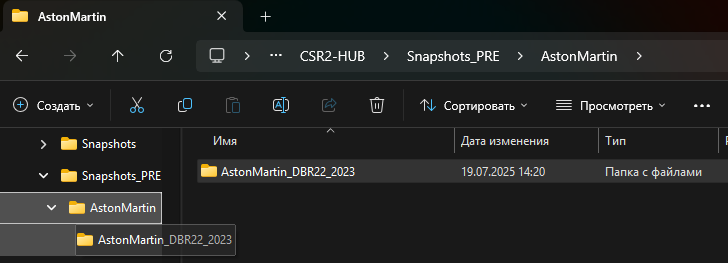 AstonMartin
CSR2-HUB Snapshots_PRE AstonMartin
Создать Сортировать Просмотреть
Имя Дата изменения Тип
Snapshots
Snapshots_PRE
AstonMartin
AstonMartin_DBR22_2023
AstonMartin_DBR22_2023 19.07.2025 14:20 Папка с файлами